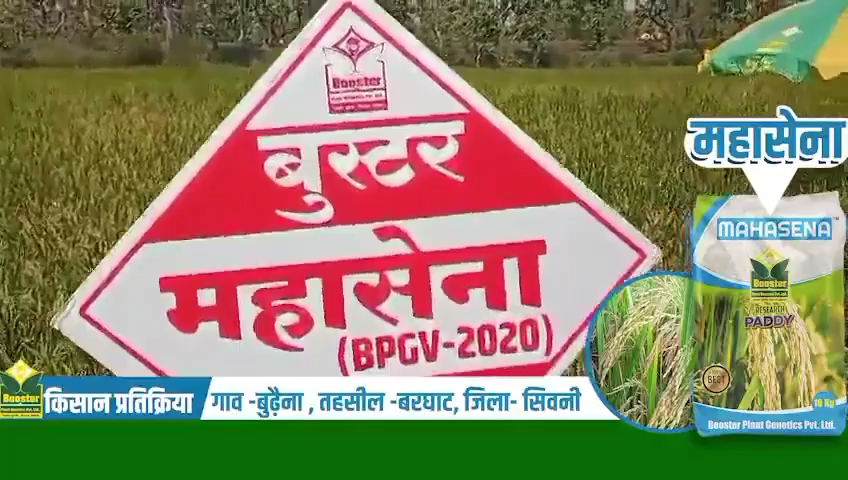 Booster
बुस्टर
महासेना
(BPGV-2020)
महासेना
MAHASENA
Booster
RESEARCH
PADDY
BEST
10 Kg
Booster Plant Genetics Pvt. Ltd.
Booster
Plant Genetics Pvt. Ltd.
किसान प्रतिक्रिया
गाव -बुढ़ैना , तहसील -बरघाट, जिला- सिवनी